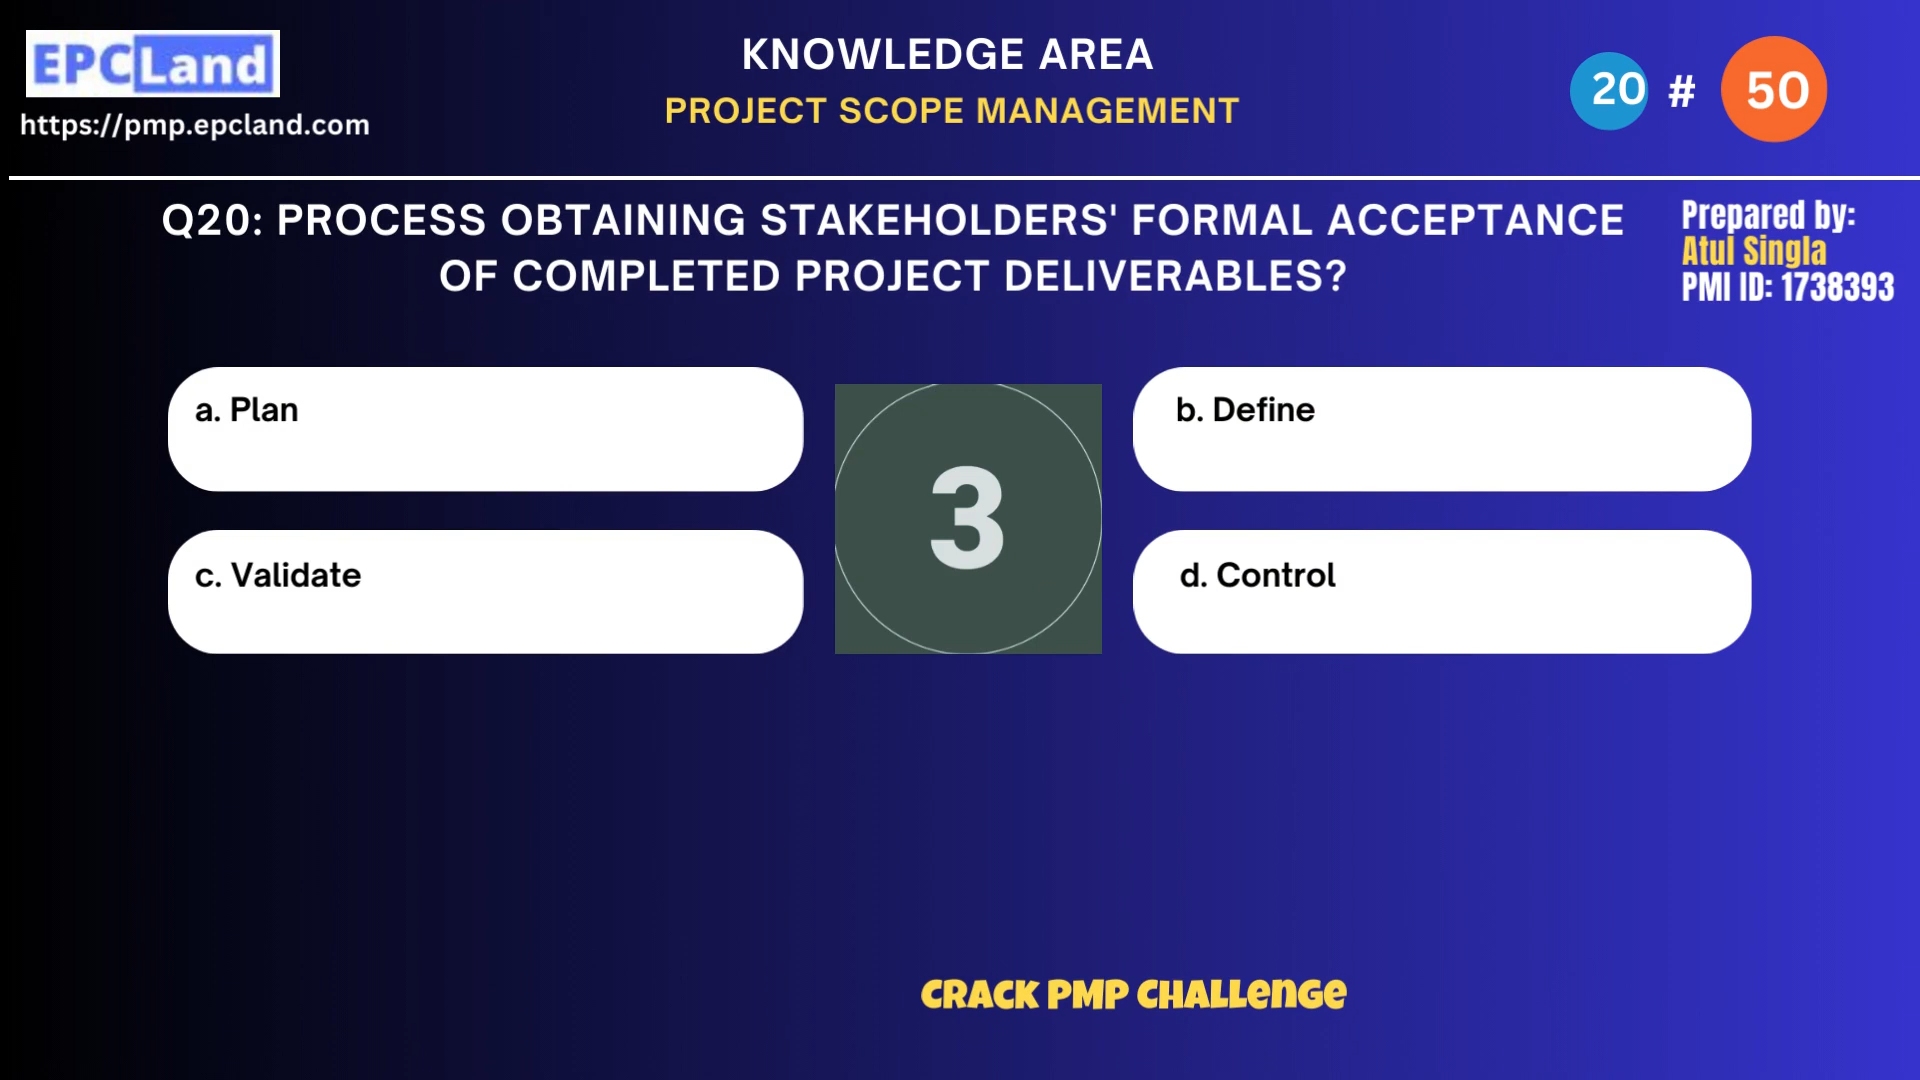 EPCLand
https://pmp.epcland.com
KNOWLEDGE AREA
PROJECT SCOPE MANAGEMENT
20 # 50
Q20: PROCESS OBTAINING STAKEHOLDERS' FORMAL ACCEPTANCE
OF COMPLETED PROJECT DELIVERABLES?
Prepared by:
Atul Singla
PMI ID: 1738393
a. Plan
b. Define
3
c. Validate
d. Control
CRACK PMP CHALLENGE